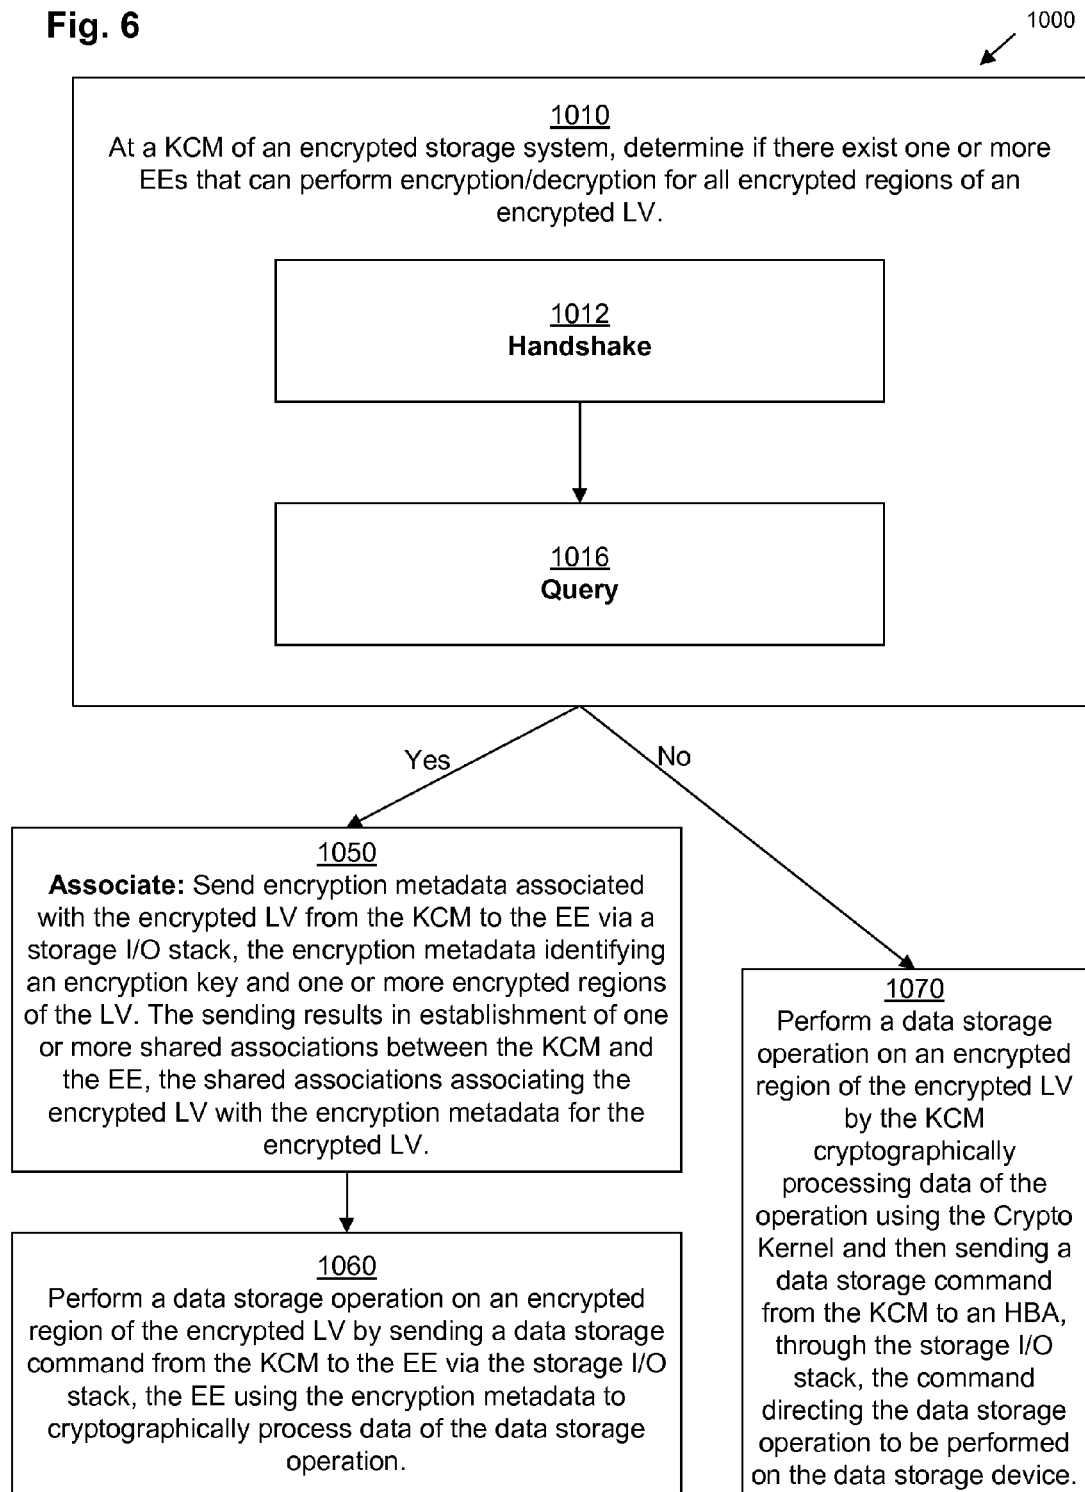 Fig. 6
1000
1010
At a KCM of an encrypted storage system, determine if there exist one or more
EEs that can perform encryption/decryption for all encrypted regions of an
encrypted LV.
1012
Handshake
1016
Query
Yes
No
1050
Associate: Send encryption metadata associated
with the encrypted LV from the KCM to the EE via a
storage I/O stack, the encryption metadata identifying
an encryption key and one or more encrypted regions
of the LV. The sending results in establishment of one
or more shared associations between the KCM and
the EE, the shared associations associating the
encrypted LV with the encryption metadata for the
encrypted LV.
1060
Perform a data storage operation on an encrypted
region of the encrypted LV by sending a data storage
command from the KCM to the EE via the storage I/O
stack, the EE using the encryption metadata to
cryptographically process data of the data storage
operation.
1070
Perform a data storage
operation on an encrypted
region of the encrypted LV
by the KCM
cryptographically
processing data of the
operation using the Crypto
Kernel and then sending a
data storage command
from the KCM to an HBA,
through the storage I/O
stack, the command
directing the data storage
operation to be performed
on the data storage device.